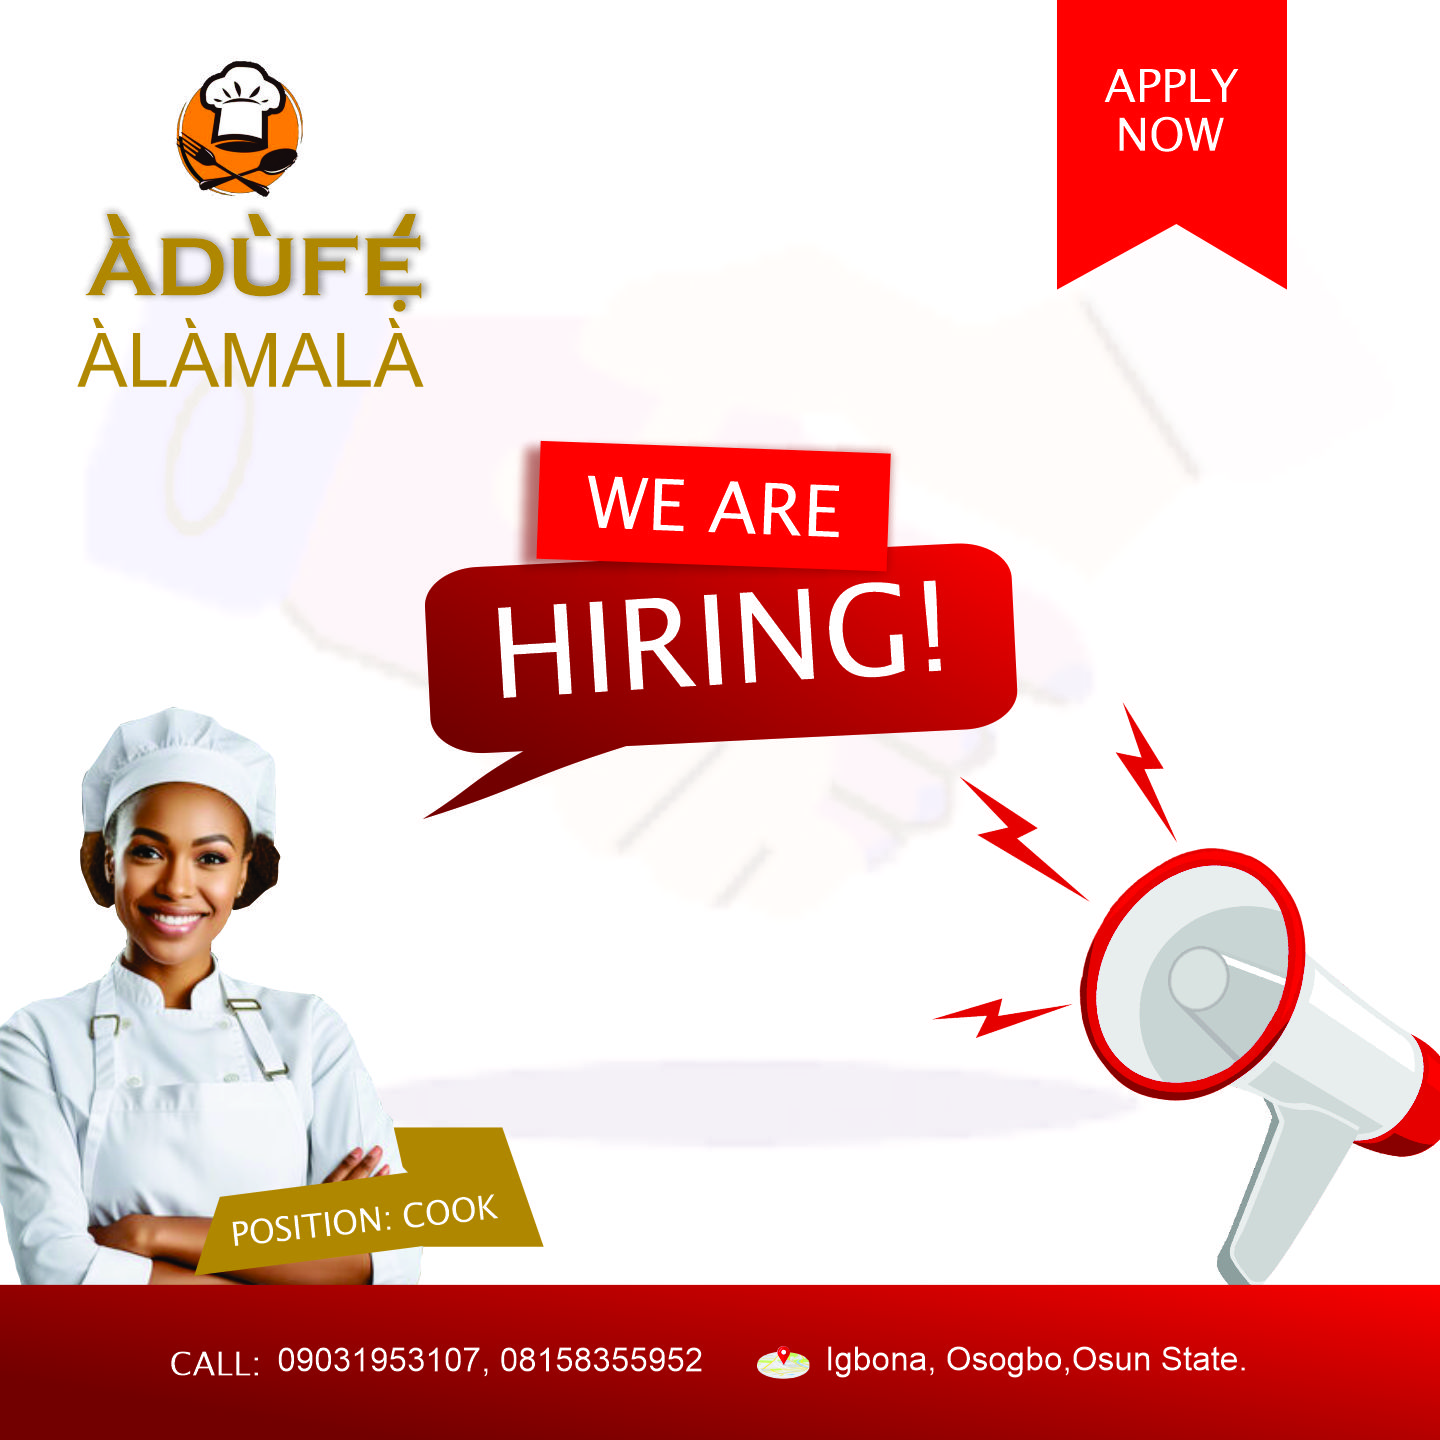 APPLY
NOW
ÀDÙFẸ́
ÀLÀMALÀ
WE ARE
HIRING!
POSITION: COOK
CALL: 09031953107, 08158355952
Igbona, Osogbo,Osun State.